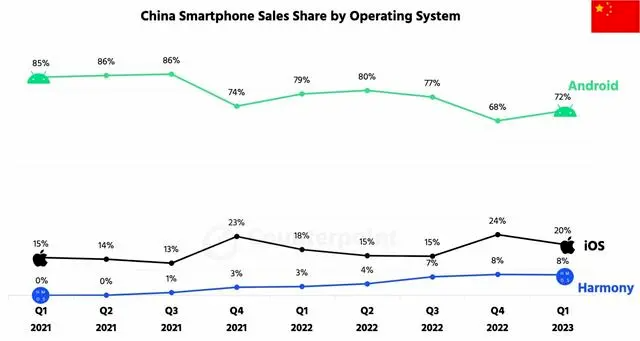 China Smartphone Sales Share by Operating System
85%
86%
86%
74%
79%
80%
77%
68%
72%
Android
15%
14%
13%
23%
18%
15%
15%
24%
20%
iOS
Counterpoint
0%
0%
1%
3%
3%
4%
7%
8%
8%
Harmony
H M
O S
H M
O S
Q1 Q2 Q3 Q4 Q1 Q2 Q3 Q4 Q1
2021 2021 2021 2021 2022 2022 2022 2022 2023